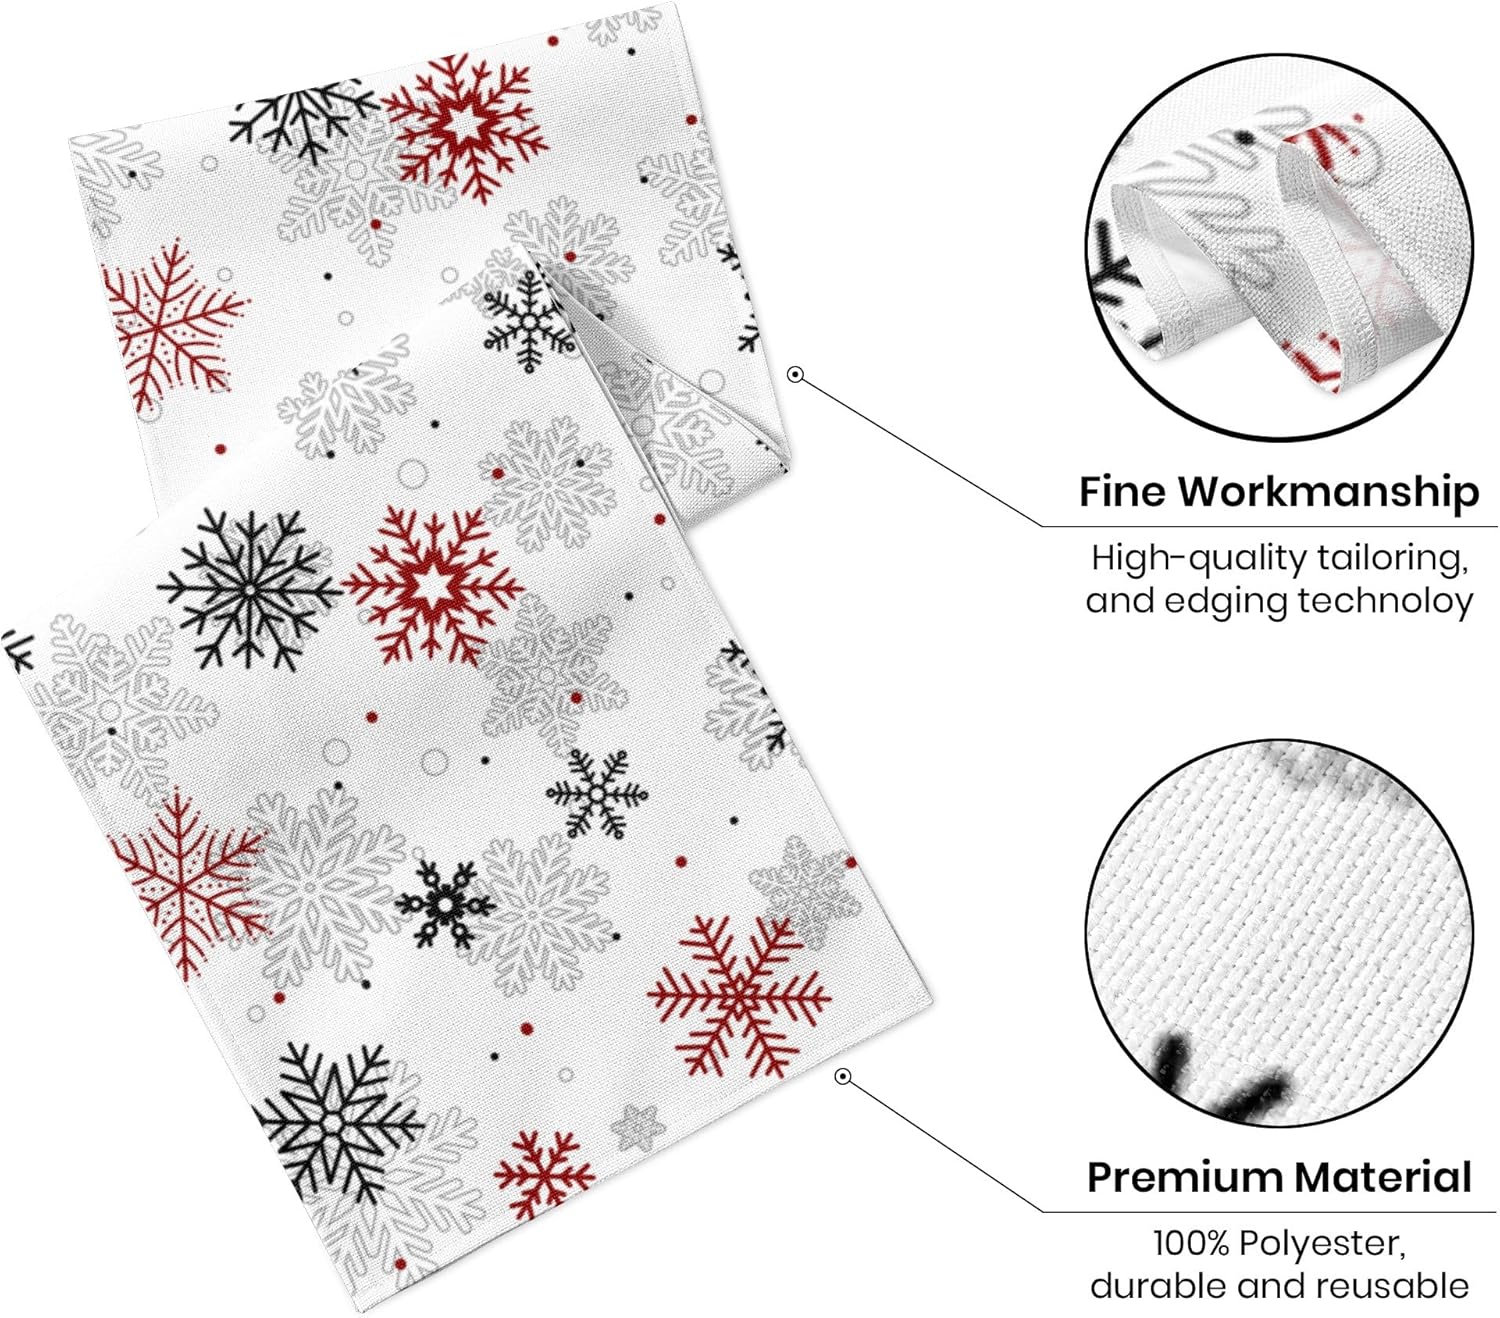 Fine Workmanship
High-quality tailoring,
and edging technoloy
Premium Material
100% Polyester,
durable and reusable